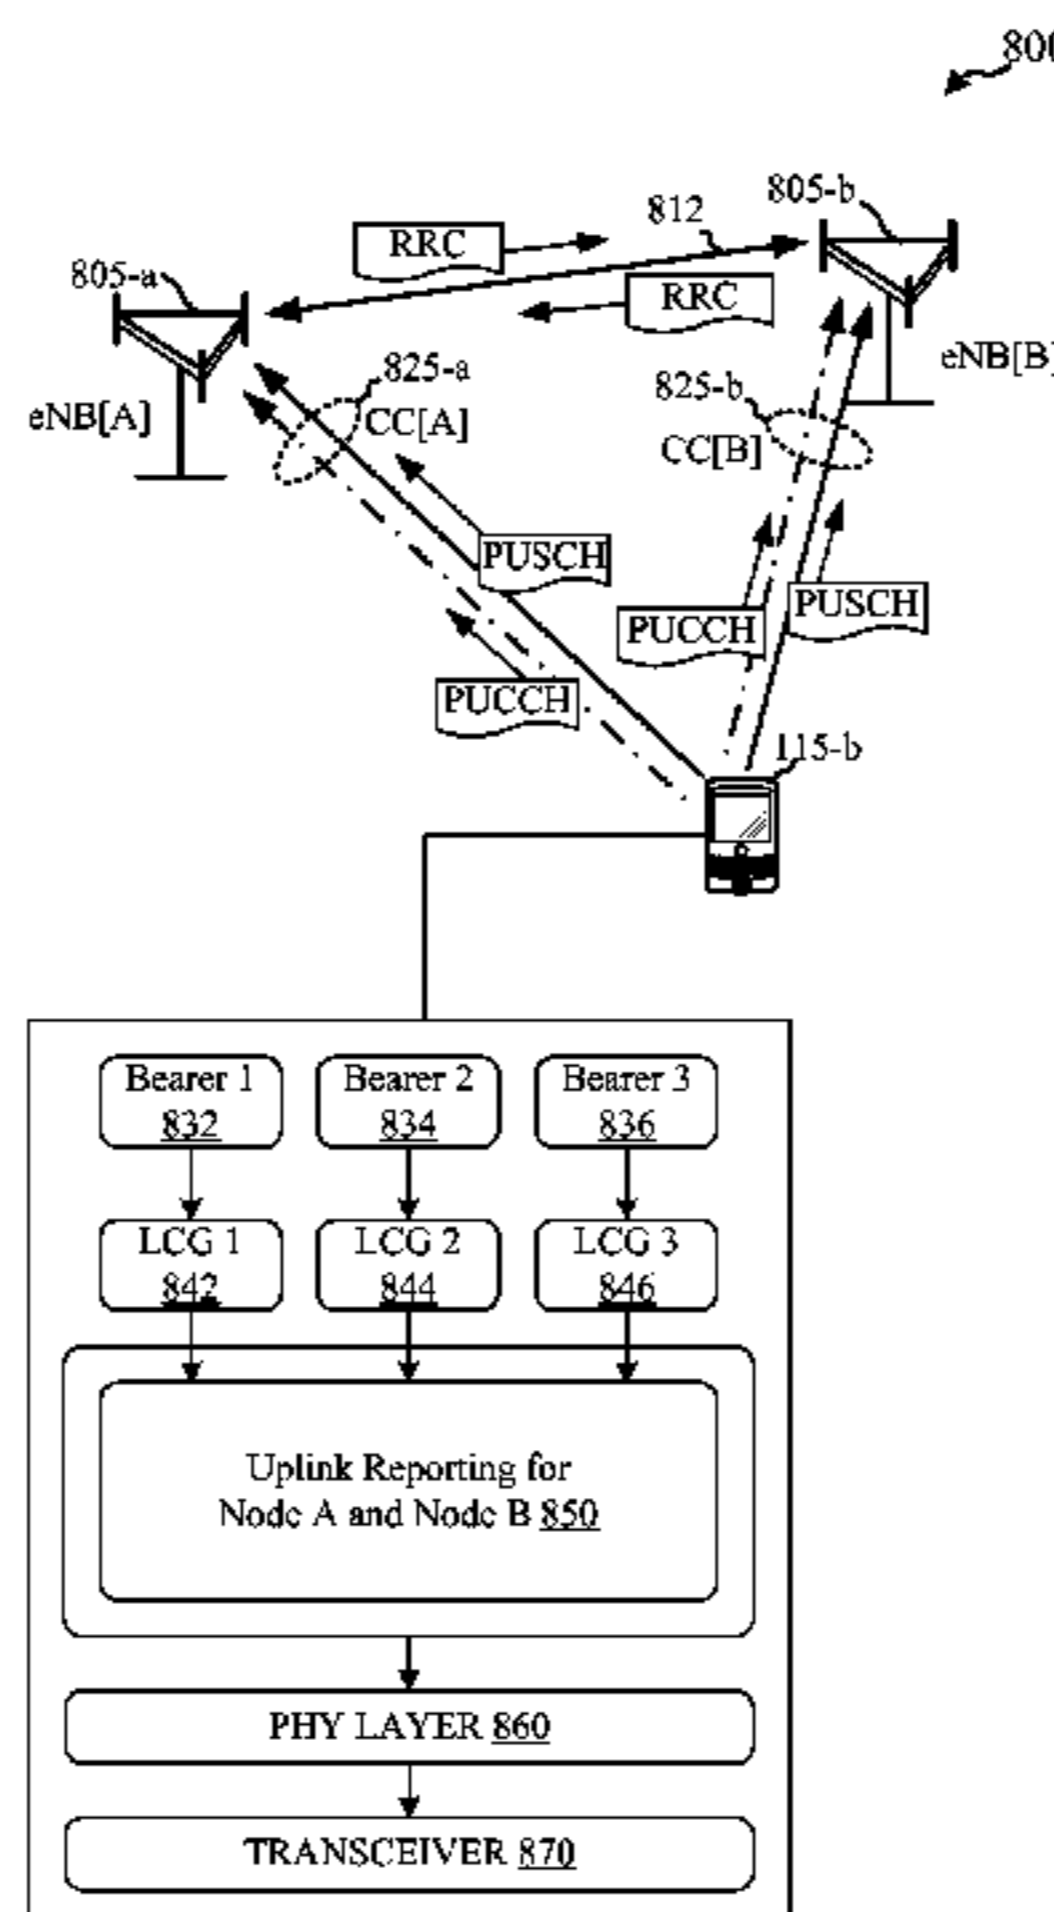 800
805-b
812
RRC
805-a
RRC
eNB[B]
825-a
825-b
eNB[A]
CC[A]
CC[B]
PUSCH
PUSCH
PUCCH
PUCCH
115-b
Bearer 1
832
Bearer 2
834
Bearer 3
836
LCG 1
842
LCG 2
844
LCG 3
846
Uplink Reporting for
Node A and Node B 850
PHY LAYER 860
TRANSCEIVER 870